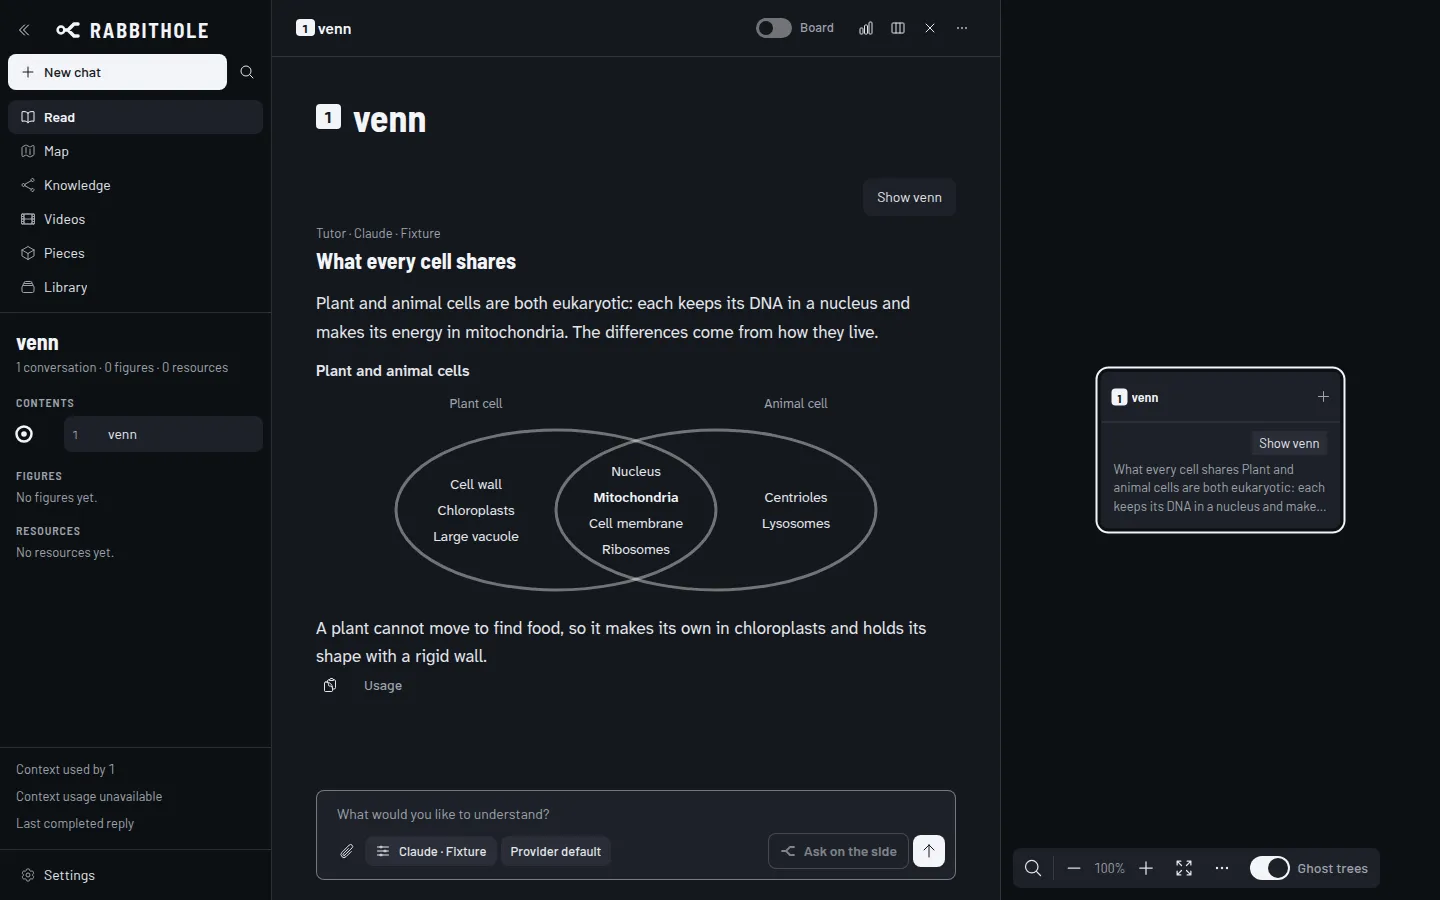 RABBITHOLE
New chat
Read
Map
Knowledge
Videos
Pieces
Library
venn
1 conversation · 0 figures · 0 resources
CONTENTS
1 venn
FIGURES
No figures yet.
RESOURCES
No resources yet.
Context used by 1
Context usage unavailable
Last completed reply
Settings
1 venn
Board
1 venn
Show venn
Tutor · Claude · Fixture
What every cell shares
Plant and animal cells are both eukaryotic: each keeps its DNA in a nucleus and
makes its energy in mitochondria. The differences come from how they live.
Plant and animal cells
Plant cell
Animal cell
Cell wall
Chloroplasts
Large vacuole
Nucleus
Mitochondria
Cell membrane
Ribosomes
Centrioles
Lysosomes
A plant cannot move to find food, so it makes its own in chloroplasts and holds its
shape with a rigid wall.
Usage
What would you like to understand?
Claude · Fixture
Provider default
Ask on the side
1 venn
Show venn
What every cell shares Plant and
animal cells are both eukaryotic: each
keeps its DNA in a nucleus and make...
100%
Ghost trees